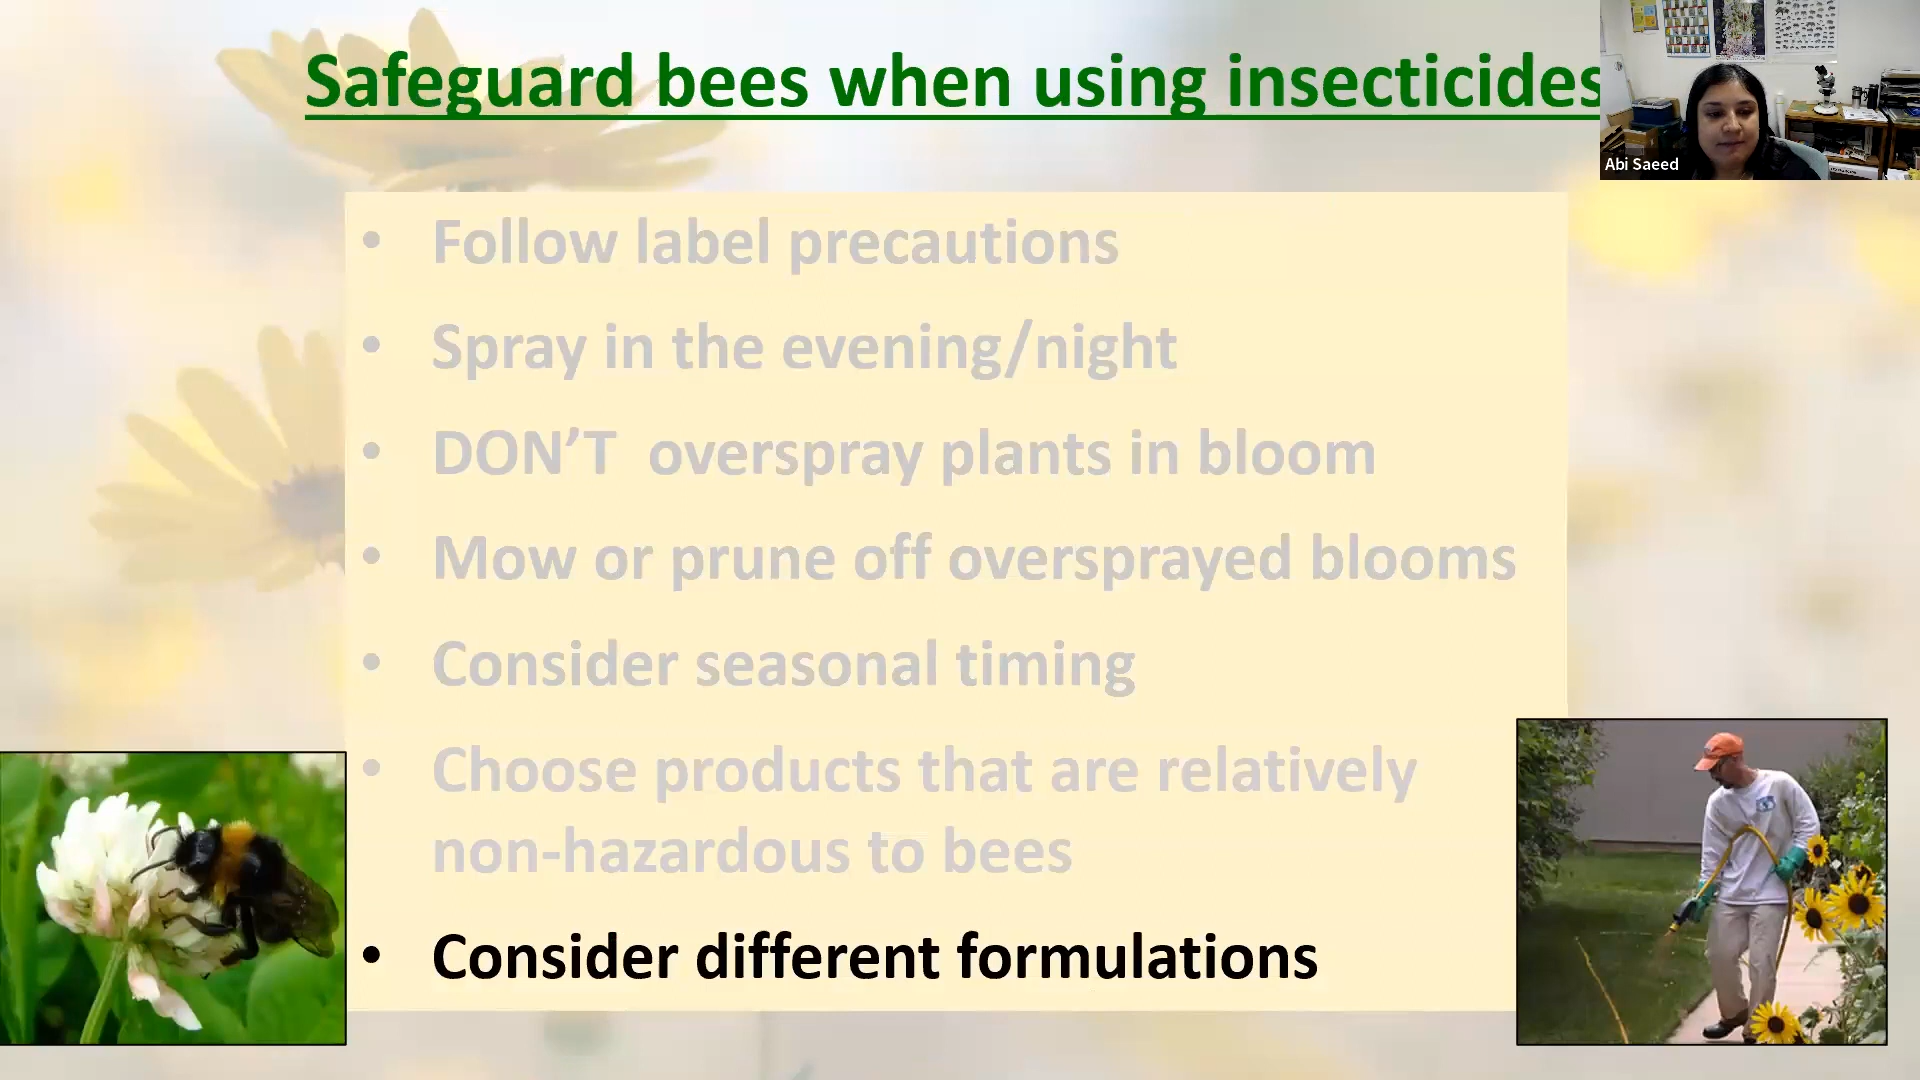 Safeguard bees when using insecticides
Abi Saeed
• Follow label precautions
• Spray in the evening/night
• DON’T overspray plants in bloom
• Mow or prune off oversprayed blooms
• Consider seasonal timing
• Choose products that are relatively
non-hazardous to bees
• Consider different formulations